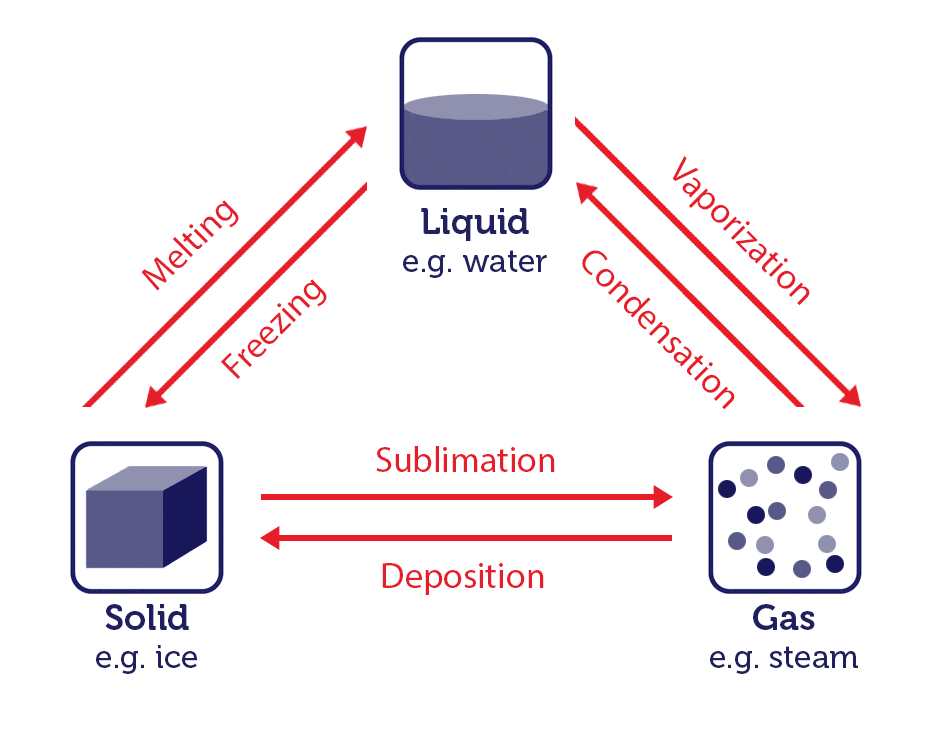 Liquid
e.g. water
Melting
Freezing
Vaporization
Condensation
Sublimation
Deposition
Solid
e.g. ice
Gas
e.g. steam